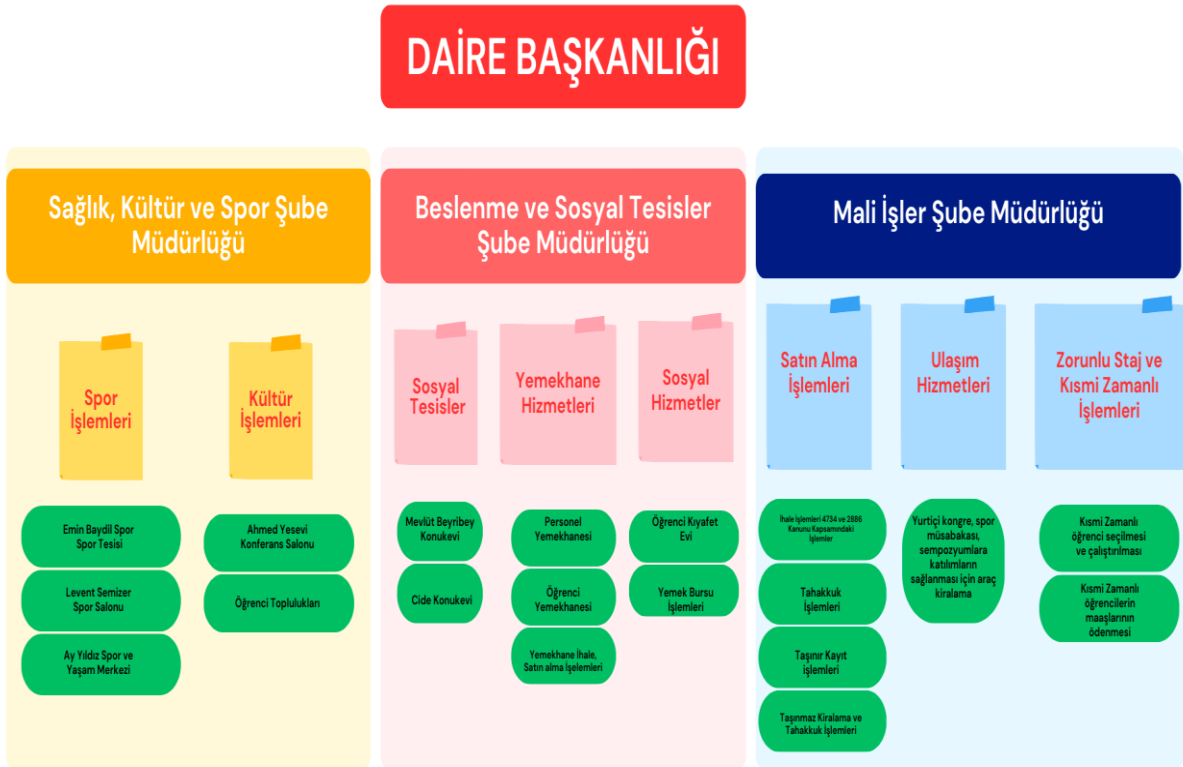 DAİRE BAŞKANLIĞI
Sağlık, Kültür ve Spor Şube
Müdürlüğü
Spor
İşlemleri
Kültür
İşlemleri
Emin Baydil Spor
Spor Tesisi
Levent Semizer
Spor Salonu
Ay Yıldız Spor ve
Yaşam Merkezi
Ahmed Yesevi
Konferans Salonu
Öğrenci Toplulukları
Beslenme ve Sosyal Tesisler
Şube Müdürlüğü
Sosyal
Tesisler
Yemekhane
Hizmetleri
Sosyal
Hizmetler
Mevlüt Beyribey
Konukevi
Cide Konukevi
Personel
Yemekhanesi
Öğrenci
Yemekhanesi
Yemekhane İhale,
Satın alma İşelemleri
Öğrenci Kıyafet
Evi
Yemek Bursu
İşlemleri
Mali İşler Şube Müdürlüğü
Satın Alma
İşlemleri
Ulaşım
Hizmetleri
Zorunlu Staj ve
Kısmi Zamanlı
İşlemleri
İhale İşlemleri 4734 ve 2886
Kanunu Kapsamındaki
İşlemler
Tahakkuk
İşlemleri
Taşınır Kayıt
işlemleri
Taşınmaz Kiralama ve
Tahakkuk İşlemleri
Yurtiçi kongre, spor
müsabakası,
sempozyumlara
katılımların
sağlanması için araç
kiralama
Kısmi Zamanlı
öğrenci seçilmesi
ve çalıştırılması
Kısmi Zamanlı
öğrencilerin
maaşlarının
ödenmesi